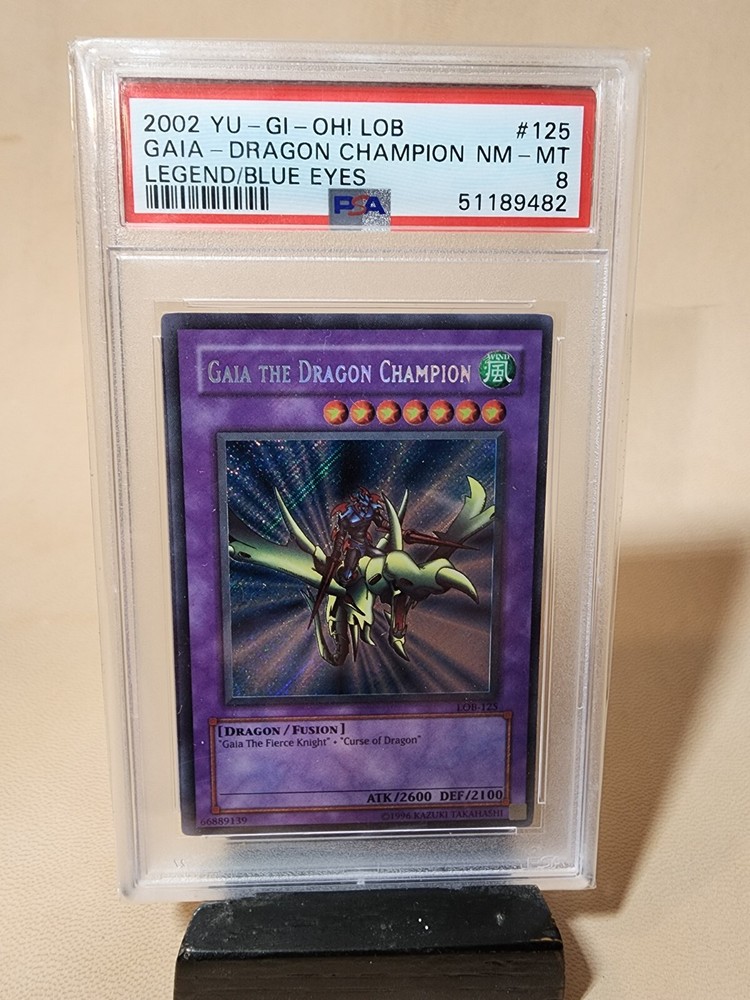 2002 YU-GI-OH! LOB #125
GAIA-DRAGON CHAMPION NM-MT
LEGEND/BLUE EYES 8
PSA 51189482
GAIA THE DRAGON CHAMPION WIND 風
LOB-125
[DRAGON/FUSION]
"Gaia The Fierce Knight" • "Curse of Dragon"
ATK/2600 DEF/2100
66889139 ©1996 KAZUKI TAKAHASHI